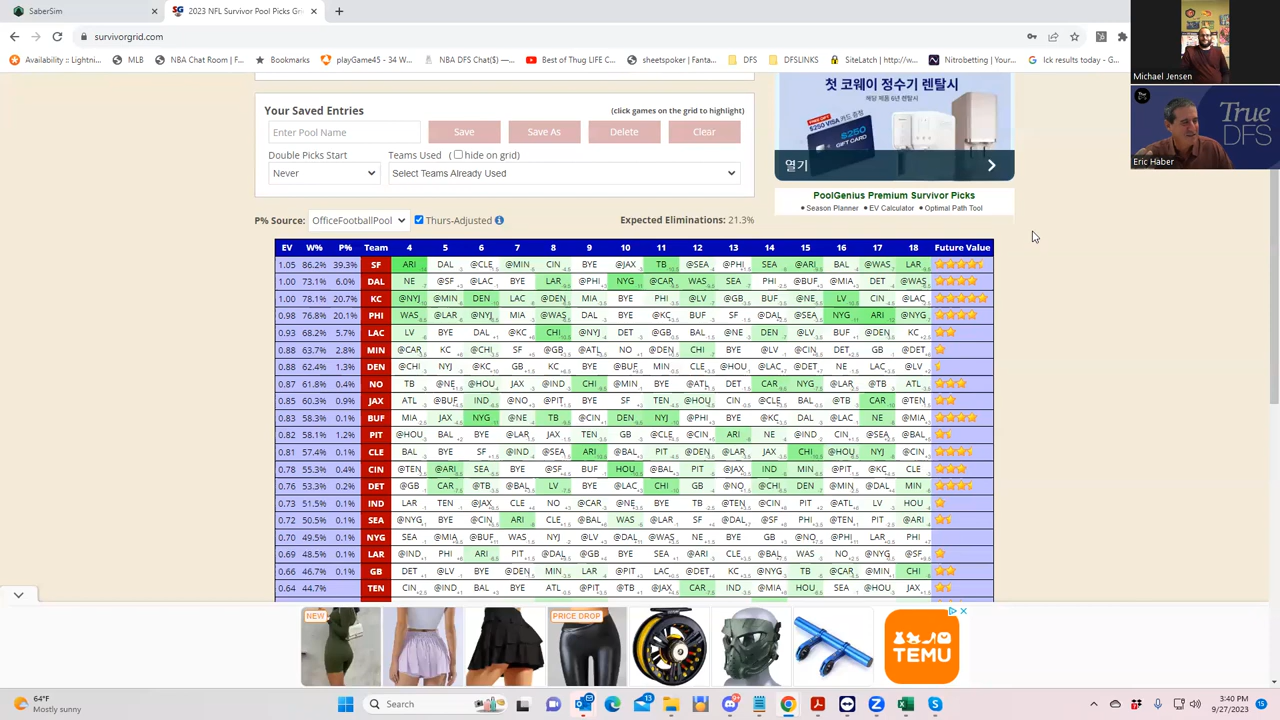 SaberSim
SG 2023 NFL Survivor Pool Picks Gri
survivorgrid.com
Availability :: Lightni...
MLB
NBA Chat Room | F...
Bookmarks
playGame45 - 34 W...
NBA DFS Chat($) —...
Best of Thug LIFE C...
sheetspoker | Fanta...
DFS
DFSLINKS
SiteLatch | http://w...
Nitrobetting | Your...
Ick results today - G...
Michael Jensen
Eric Haber
True
DFS
Your Saved Entries
(click games on the grid to highlight)
Enter Pool Name
Save
Save As
Delete
Clear
Double Picks Start
Teams Used
hide on grid)
Never
Select Teams Already Used
첫 코웨이 정수기 렌탈시
해당 제품 6년 렌탈시
$250 VISA 카드 증정
$250
GIFT CARD
열기
PoolGenius Premium Survivor Picks
• Season Planner • EV Calculator • Optimal Path Tool
P% Source: OfficeFootballPool Thurs-Adjusted
Expected Eliminations: 21.3%
EV W% P% Team 4 5 6 7 8 9 10 11 12 13 14 15 16 17 18 Future Value
1.05 86.2% 39.3% SF ARI DAL @CLE @MIN CIN BYE @JAX TB @SEA @PHI SEA @ARI BAL @WAS LAR
1.00 73.1% 6.0% DAL NE @SF @LAC BYE LAR @PHI NYG @CAR WAS SEA PHI @BUF @MIA DET @WAS
1.00 78.1% 20.7% KC @NYJ @MIN DEN LAC @DEN MIA BYE PHI @LV @GB BUF @NE LV CIN @LAC
0.98 76.8% 20.1% PHI WAS @LAR @NYJ MIA @WAS DAL BYE @KC BUF SF @DAL @SEA NYG ARI @NYG
0.93 68.2% 5.7% LAC LV BYE DAL @KC CHI @NYJ DET @GB BAL @NE DEN @LV BUF @DEN KC
0.88 63.7% 2.8% MIN @CAR KC @CHI SF @GB @ATL NO @DEN CHI BYE @LV @CIN DET GB @DET
0.88 62.4% 1.3% DEN @CHI NYJ @KC GB KC BYE @BUF MIN CLE @HOU @LAC @DET NE LAC @LV
0.87 61.8% 0.4% NO TB @NE @HOU JAX @IND CHI @MIN BYE @ATL DET CAR NYG @LAR @TB ATL
0.85 60.3% 0.9% JAX ATL @BUF IND @NO @PIT BYE SF TEN @HOU CIN @CLE BAL @TB CAR @TEN
0.83 58.3% 0.1% BUF MIA JAX NYG @NE TB @CIN DEN NYJ @PHI BYE @KC DAL @LAC NE @MIA
0.82 58.1% 1.2% PIT @HOU BAL BYE @LAR JAX TEN GB @CLE @CIN ARI NE @IND CIN @SEA @BAL
0.81 57.4% 0.1% CLE BAL BYE SF @IND @SEA ARI @BAL PIT @DEN @LAR JAX CHI @HOU NYJ @CIN
0.78 55.3% 0.4% CIN @TEN @ARI SEA BYE @SF BUF HOU @BAL PIT @JAX IND MIN @PIT @KC CLE
0.76 53.3% 0.2% DET @GB CAR @TB @BAL LV BYE @LAC CHI GB @NO @CHI DEN @MIN @DAL MIN
0.73 51.5% 0.1% IND LAR TEN @JAX CLE NO @CAR @NE BYE TB @TEN @CIN PIT @ATL LV HOU
0.72 50.5% 0.1% SEA @NYG BYE @CIN ARI CLE @BAL WAS @LAR SF @DAL @SF PHI @TEN PIT @ARI
0.70 49.5% 0.1% NYG SEA @MIA @BUF WAS NYJ @LV @DAL @WAS NE BYE GB @NO @PHI LAR PHI
0.69 48.5% 0.1% LAR @IND PHI ARI PIT @DAL @GB BYE SEA @ARI CLE @BAL WAS NO @NYG @SF
0.66 46.7% 0.1% GB DET @LV BYE @DEN MIN LAR @PIT LAC @DET KC @NYG TB @CAR @MIN CHI
0.64 44.7% TEN CIN @IND BAL BYE ATL @PIT @TB @JAX CAR IND @MIA HOU SEA @HOU JAX
NEW
PRICE DROP
TEMU
64°F
Mostly sunny
Search
13
9+
3:40 PM
9/27/2023
15